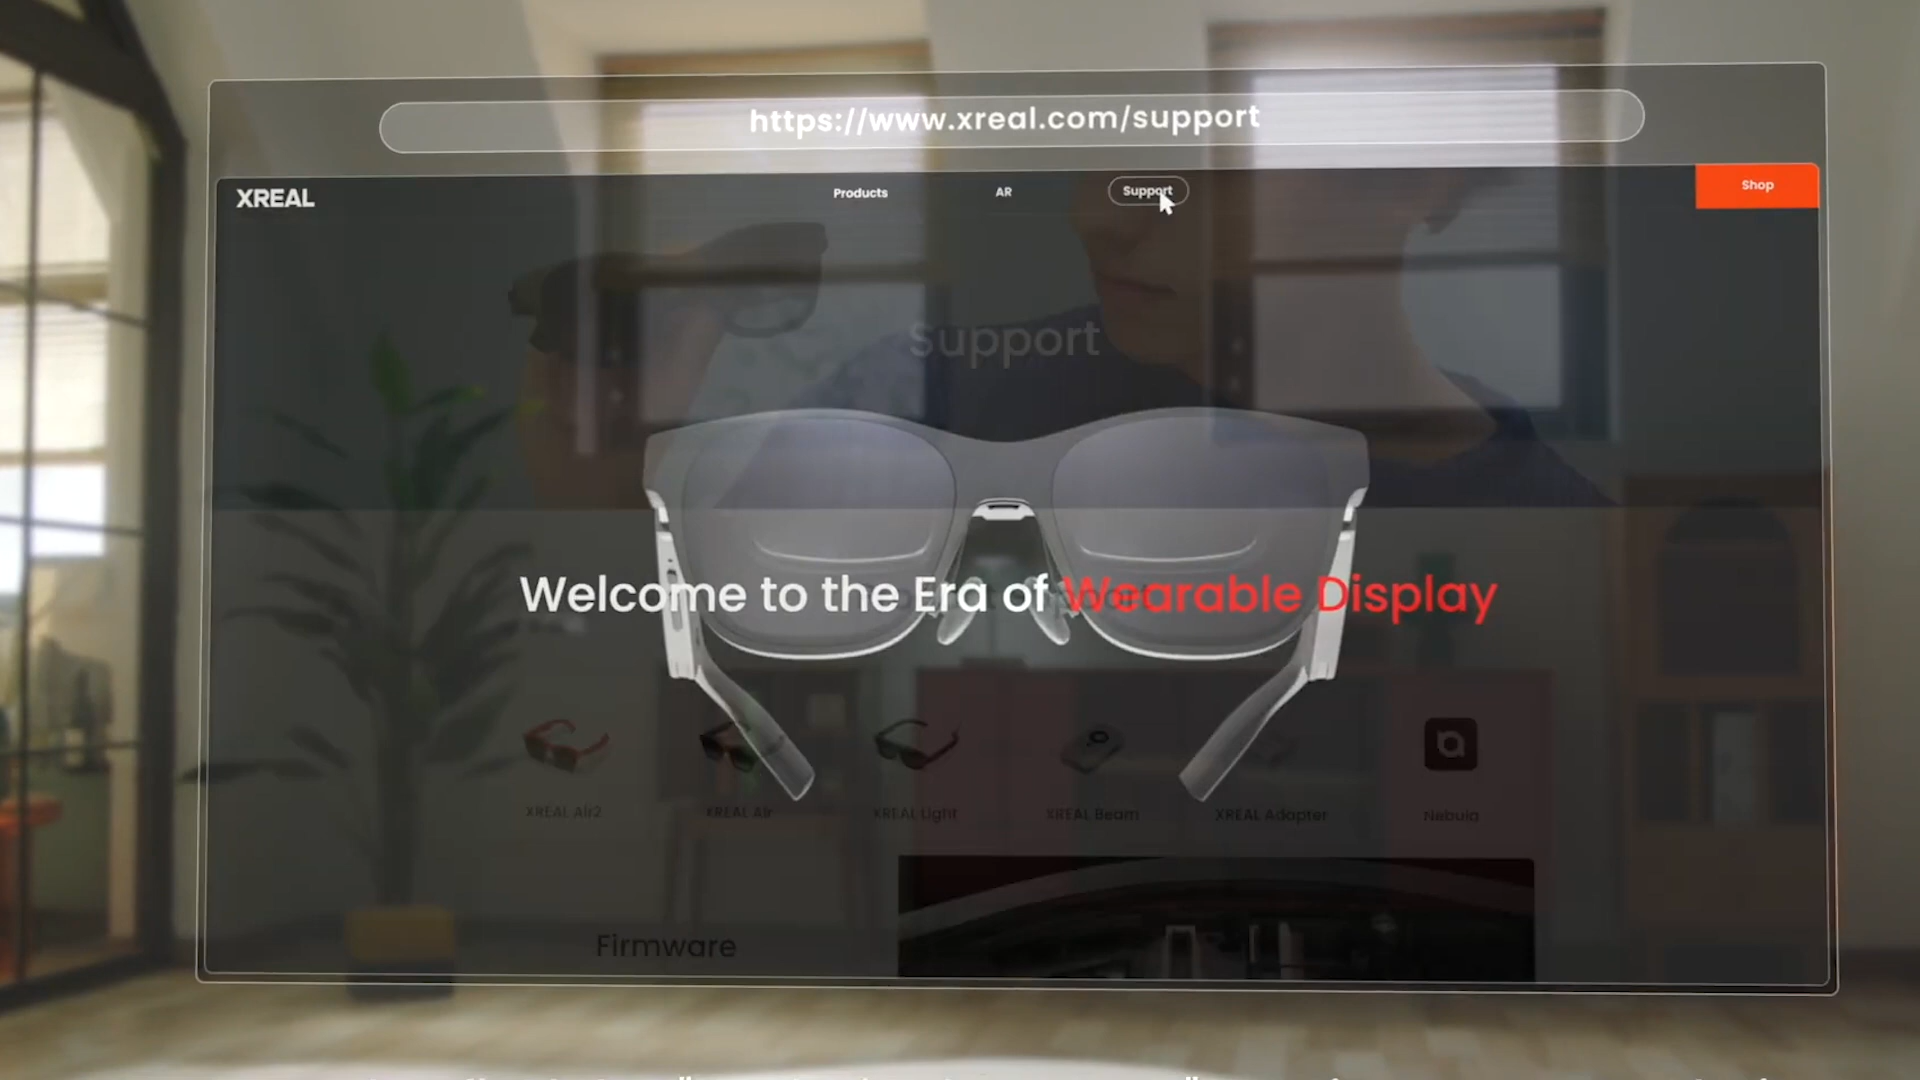 https://www.xreal.com/support
XREAL
Products
AR
Support
Shop
Support
Welcome to the Era of Wearable Display
XREAL Air2
XREAL Air
XREAL Light
XREAL Beam
XREAL Adapter
Nebula
Firmware